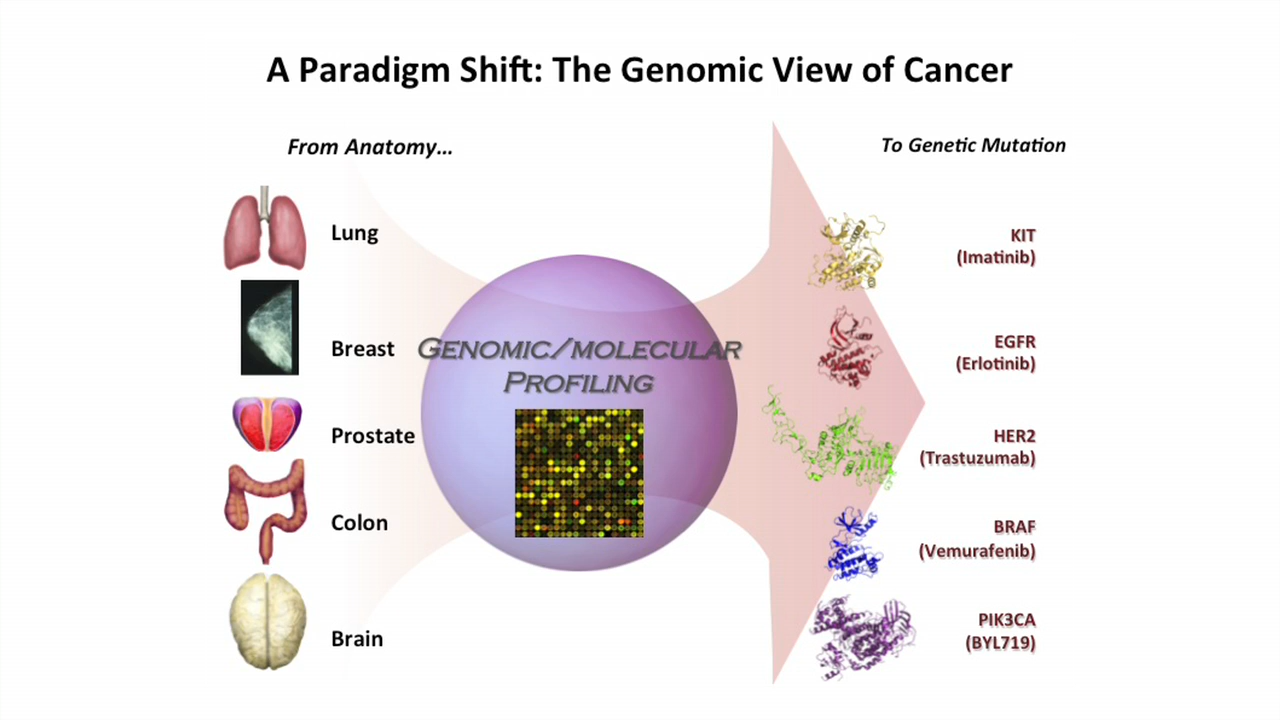 A Paradigm Shift: The Genomic View of Cancer
From Anatomy...
Lung
Breast
Prostate
Colon
Brain
GENOMIC/MOLECULAR
PROFILING
To Genetic Mutation
KIT
(Imatinib)
EGFR
(Erlotinib)
HER2
(Trastuzumab)
BRAF
(Vemurafenib)
PIK3CA
(BYL719)